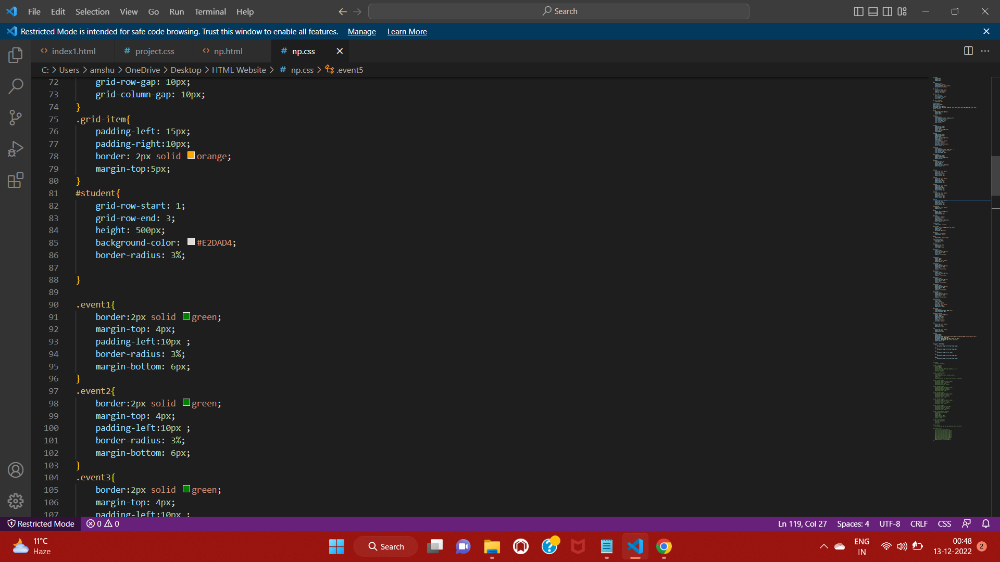 File Edit Selection View Go Run Terminal Help
Search
Restricted Mode is intended for safe code browsing. Trust this window to enable all features. Manage Learn More
index1.html project.css np.html np.css
C: > Users > amshu > OneDrive > Desktop > HTML Website > # np.css > .event5
72 grid-row-gap: 10px;
73 grid-column-gap: 10px;
74 }
75 .grid-item{
76 padding-left: 15px;
77 padding-right:10px;
78 border: 2px solid orange;
79 margin-top:5px;
80 }
81 #student{
82 grid-row-start: 1;
83 grid-row-end: 3;
84 height: 500px;
85 background-color: #E2DAD4;
86 border-radius: 3%;
87
88 }
89
90 .event1{
91 border:2px solid green;
92 margin-top: 4px;
93 padding-left:10px ;
94 border-radius: 3%;
95 margin-bottom: 6px;
96 }
97 .event2{
98 border:2px solid green;
99 margin-top: 4px;
100 padding-left:10px ;
101 border-radius: 3%;
102 margin-bottom: 6px;
103 }
104 .event3{
105 border:2px solid green;
106 margin-top: 4px;
107 padding-left:10px ;
Restricted Mode 0 0 Ln 119, Col 27 Spaces: 4 UTF-8 CRLF CSS
11°C
Haze
Search
ENG
IN
00:48
13-12-2022
2